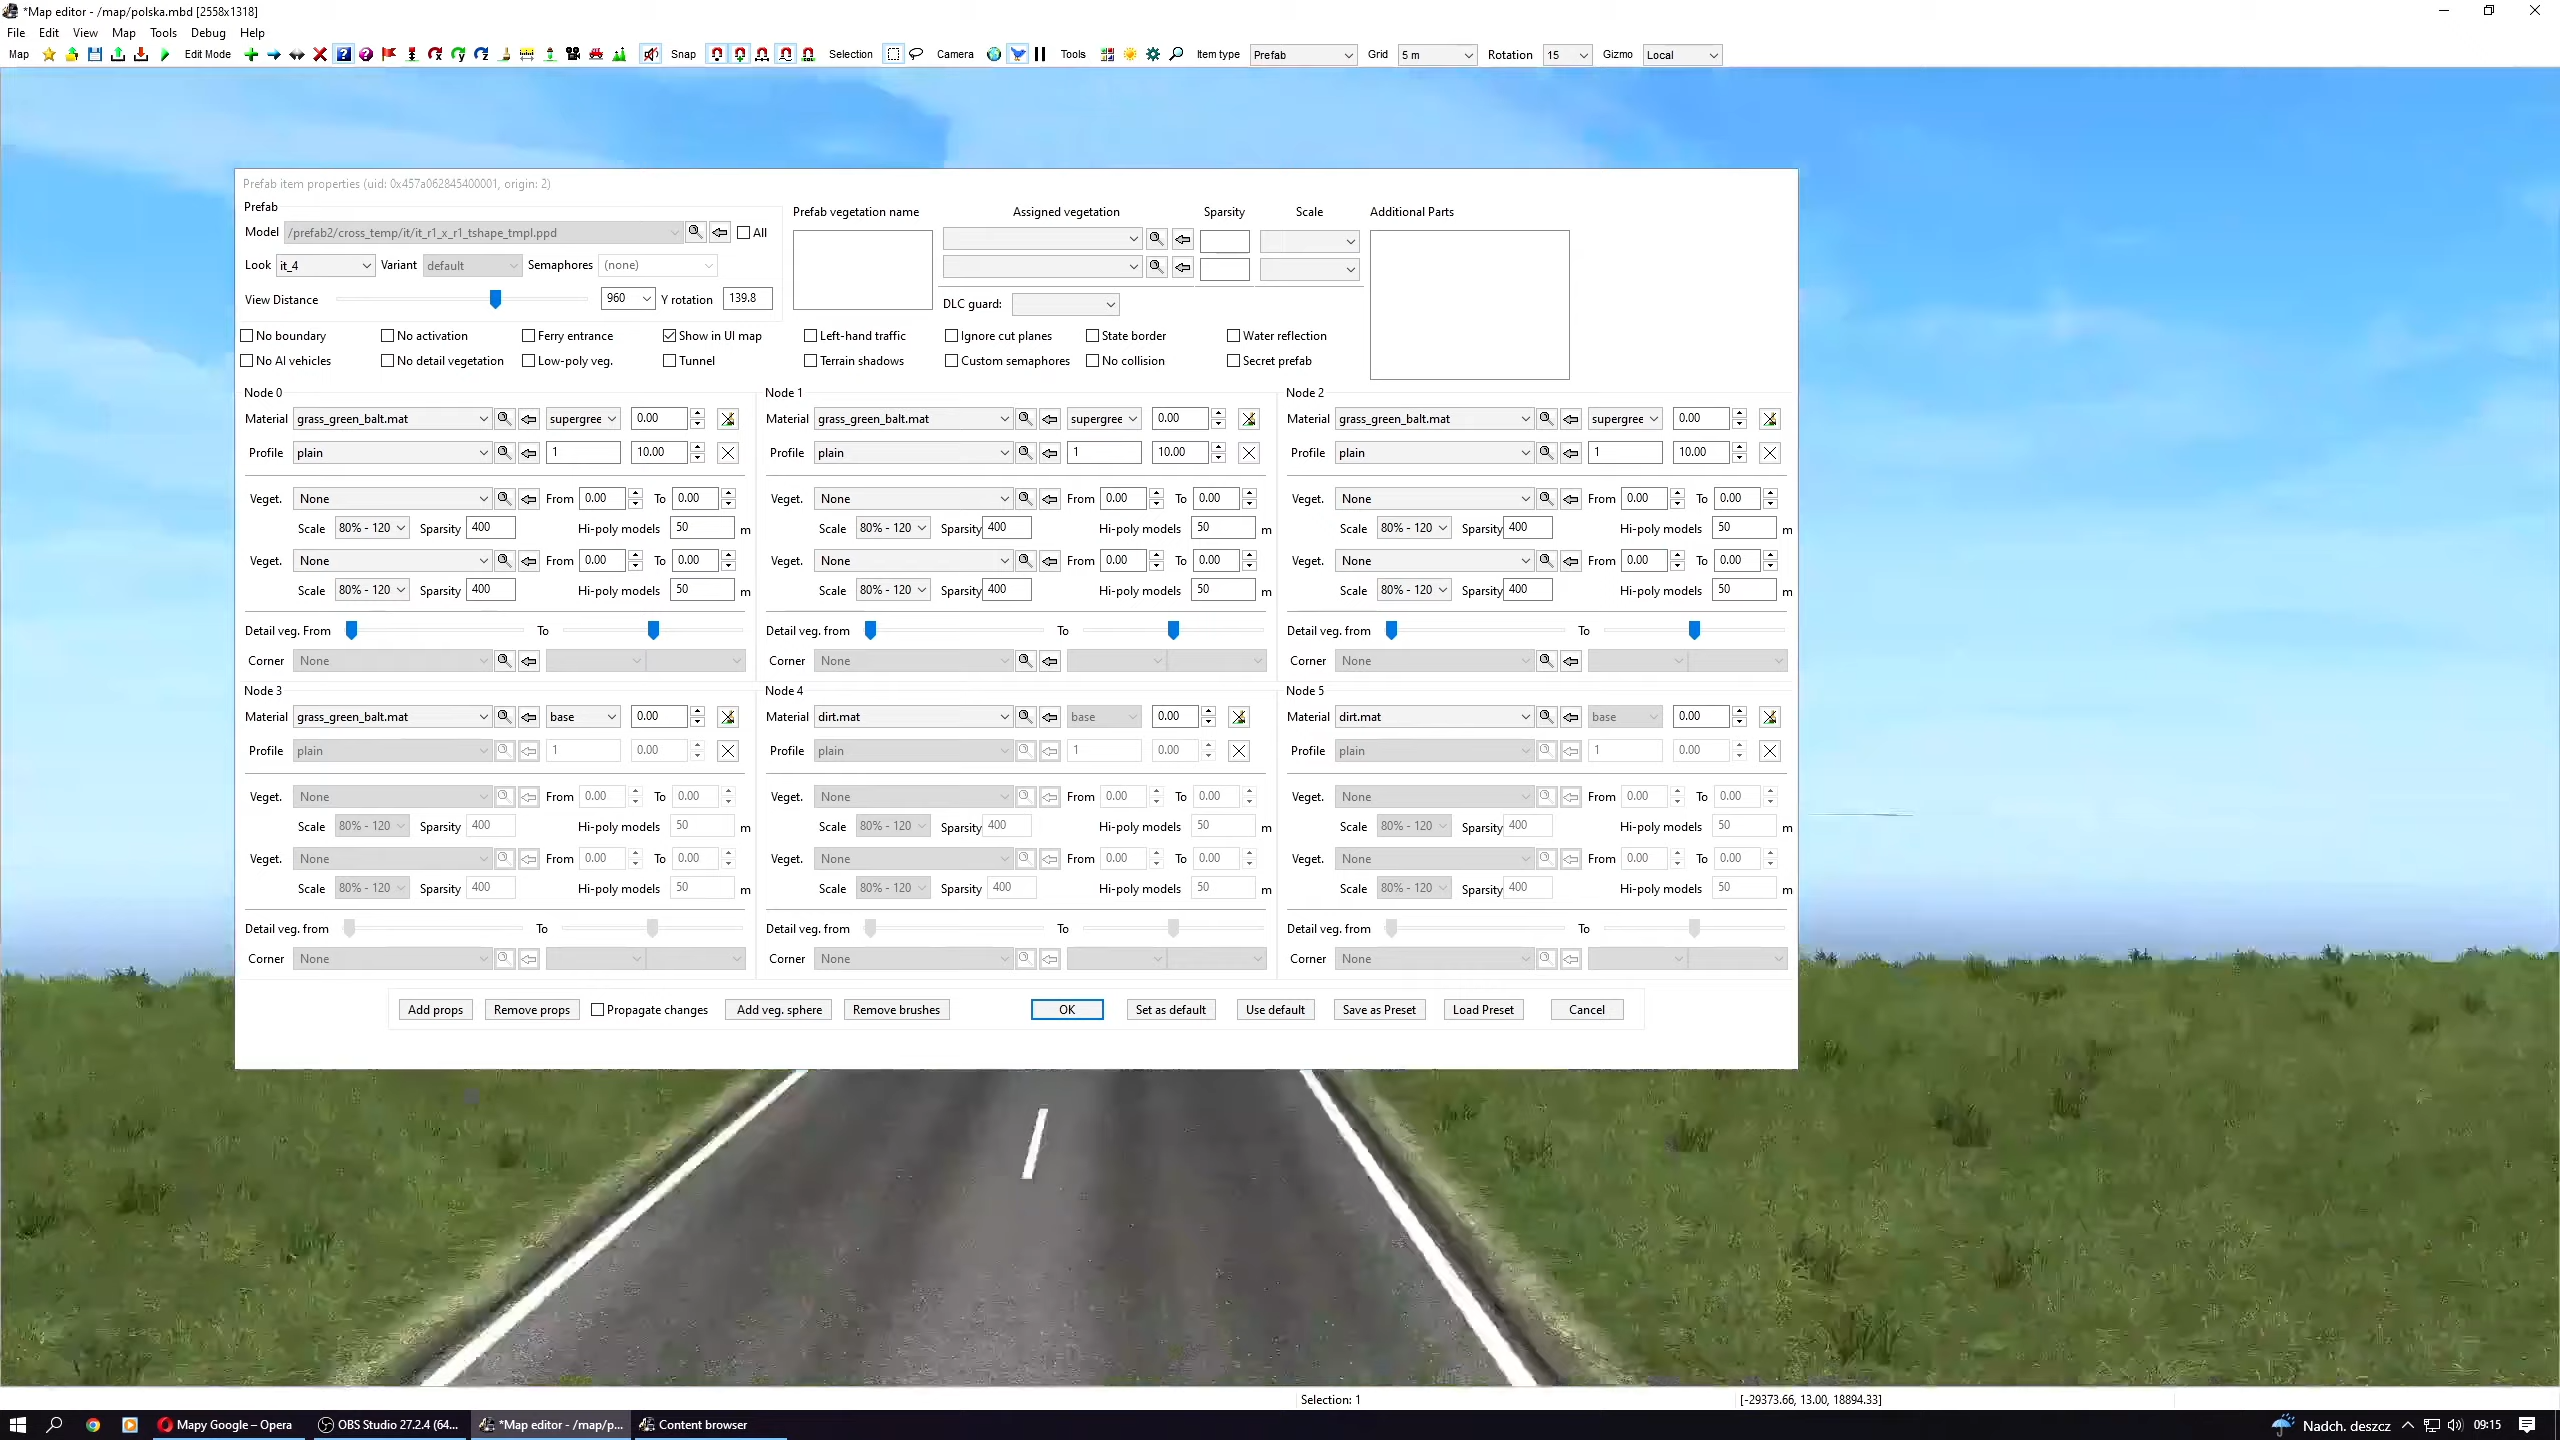 *Map editor - /map/polska.mbd [2558x1318]
File Edit View Map Tools Debug Help
Map Edit Mode Snap Selection Camera Tools Item type Prefab Grid 5 m Rotation 15 Gizmo Local
Prefab item properties (uid: 0x457a062845400001, origin: 2)
Prefab
Model /prefab2/cross_temp/it/it_r1_x_r1_tshape_tmpl.ppd All
Look it_4 Variant default Semaphores (none)
View Distance 960 Y rotation 139.8
Prefab vegetation name Assigned vegetation Sparsity Scale Additional Parts
DLC guard:
No boundary No activation Ferry entrance Show in UI map Left-hand traffic Ignore cut planes State border Water reflection
No AI vehicles No detail vegetation Low-poly veg. Tunnel Terrain shadows Custom semaphores No collision Secret prefab
Node 0
Material grass_green_balt.mat supergree 0.00
Profile plain 1 10.00
Veget. None From 0.00 To 0.00
Scale 80% - 120 Sparsity 400 Hi-poly models 50 m
Veget. None From 0.00 To 0.00
Scale 80% - 120 Sparsity 400 Hi-poly models 50 m
Detail veg. From To
Corner None
Node 1
Material grass_green_balt.mat supergree 0.00
Profile plain 1 10.00
Veget. None From 0.00 To 0.00
Scale 80% - 120 Sparsity 400 Hi-poly models 50 m
Veget. None From 0.00 To 0.00
Scale 80% - 120 Sparsity 400 Hi-poly models 50 m
Detail veg. from To
Corner None
Node 2
Material grass_green_balt.mat supergree 0.00
Profile plain 1 10.00
Veget. None From 0.00 To 0.00
Scale 80% - 120 Sparsity 400 Hi-poly models 50 m
Veget. None From 0.00 To 0.00
Scale 80% - 120 Sparsity 400 Hi-poly models 50 m
Detail veg. from To
Corner None
Node 3
Material grass_green_balt.mat base 0.00
Profile plain 1 0.00
Veget. None From 0.00 To 0.00
Scale 80% - 120 Sparsity 400 Hi-poly models 50 m
Veget. None From 0.00 To 0.00
Scale 80% - 120 Sparsity 400 Hi-poly models 50 m
Detail veg. from To
Corner None
Node 4
Material dirt.mat base 0.00
Profile plain 1 0.00
Veget. None From 0.00 To 0.00
Scale 80% - 120 Sparsity 400 Hi-poly models 50 m
Veget. None From 0.00 To 0.00
Scale 80% - 120 Sparsity 400 Hi-poly models 50 m
Detail veg. from To
Corner None
Node 5
Material dirt.mat base 0.00
Profile plain 1 0.00
Veget. None From 0.00 To 0.00
Scale 80% - 120 Sparsity 400 Hi-poly models 50 m
Veget. None From 0.00 To 0.00
Scale 80% - 120 Sparsity 400 Hi-poly models 50 m
Detail veg. from To
Corner None
Add props Remove props Propagate changes Add veg. sphere Remove brushes OK Set as default Use default Save as Preset Load Preset Cancel
Selection: 1 [-29373.66, 13.00, 18894.33]
Mapy Google – Opera OBS Studio 27.2.4 (64... *Map editor - /map/p... Content browser Nadch. deszcz 09:15